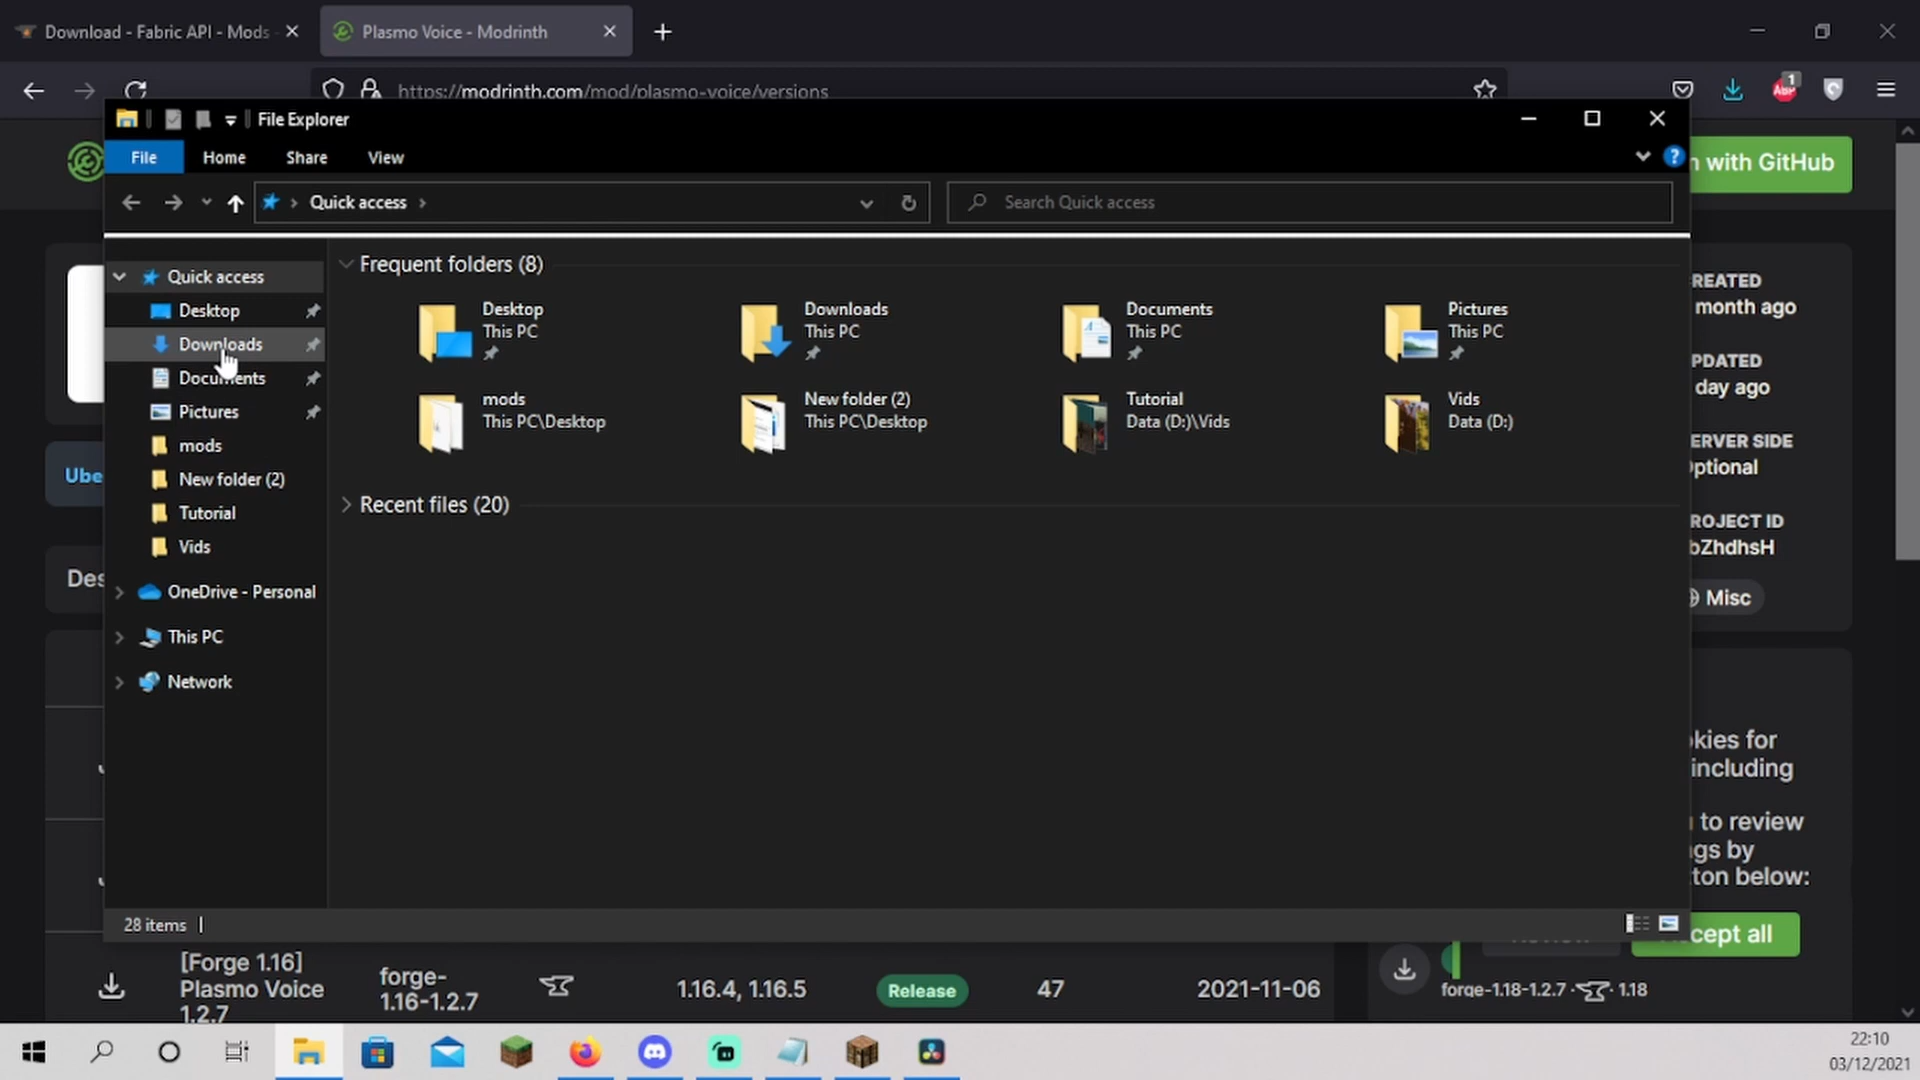 Download - Fabric API - Mods
Plasmo Voice - Modrinth
https://modrinth.com/mod/plasmo-voice/versions
ABP
1
File Explorer
File
Home
Share
View
n with GitHub
Quick access
Search Quick access
Quick access
Desktop
Downloads
Documents
Pictures
mods
New folder (2)
Tutorial
Vids
OneDrive - Personal
This PC
Network
Frequent folders (8)
Desktop
This PC
Downloads
This PC
Documents
This PC
Pictures
This PC
mods
This PC\Desktop
New folder (2)
This PC\Desktop
Tutorial
Data (D:)\Vids
Vids
Data (D:)
Recent files (20)
28 items
Ube
Des
REATED
month ago
PDATED
day ago
ERVER SIDE
ptional
ROJECT ID
bZhdhsH
Misc
kies for
including
to review
gs by
ton below:
cept all
[Forge 1.16]
Plasmo Voice
1.2.7
forge-
1.16-1.2.7
1.16.4, 1.16.5
Release
47
2021-11-06
forge-1.18-1.2.7 · · 1.18
22:10
03/12/2021